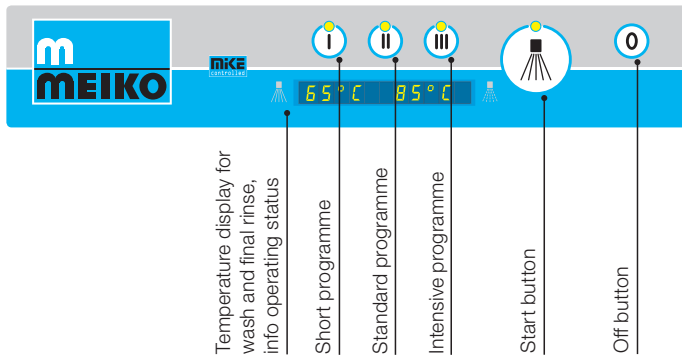 I
II
III
0
m
MEIKO
MIKE
controlled
65°C 85°C
Temperature display for
wash and final rinse,
info operating status
Short programme
Standard programme
Intensive programme
Start button
Off button